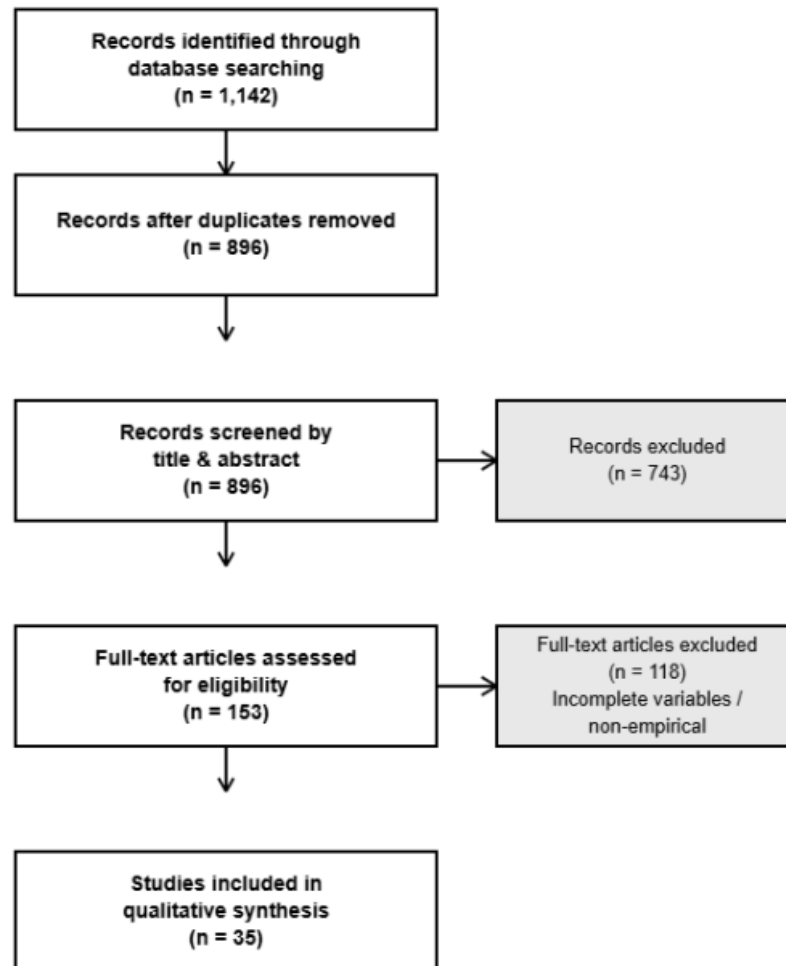 Records identified through
database searching
(n = 1,142)
Records after duplicates removed
(n = 896)
Records screened by
title & abstract
(n = 896)
Records excluded
(n = 743)
Full-text articles assessed
for eligibility
(n = 153)
Full-text articles excluded
(n = 118)
Incomplete variables /
non-empirical
Studies included in
qualitative synthesis
(n = 35)